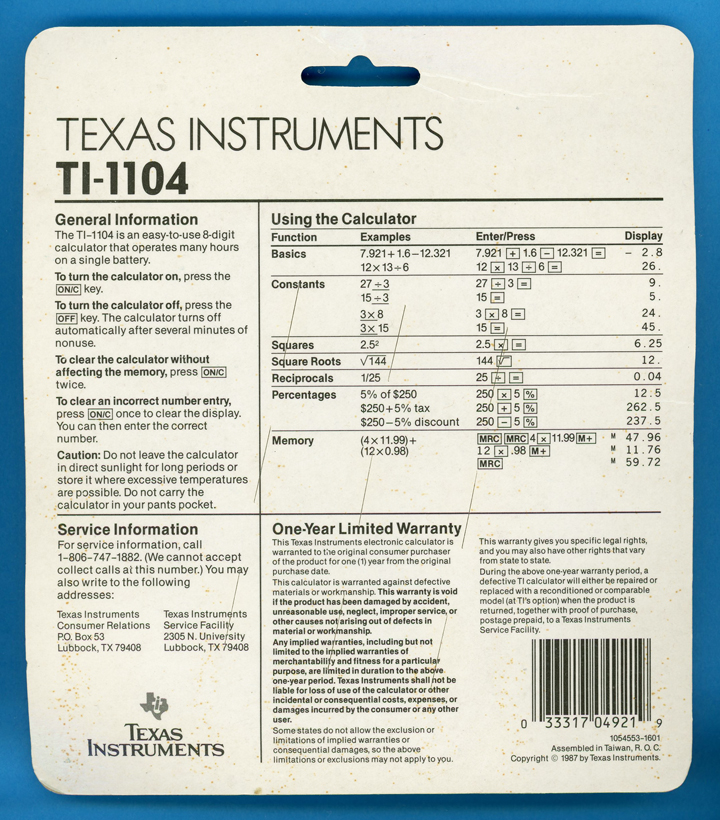 TEXAS INSTRUMENTS
TI-1104
General Information
The TI-1104 is an easy-to-use 8-digit
calculator that operates many hours
on a single battery.
To turn the calculator on, press the
ON/C key.
To turn the calculator off, press the
OFF key. The calculator turns off
automatically after several minutes of
nonuse.
To clear the calculator without
affecting the memory, press ON/C
twice.
To clear an incorrect number entry,
press ON/C once to clear the display.
You can then enter the correct
number.
Caution: Do not leave the calculator
in direct sunlight for long periods or
store it where excessive temperatures
are possible. Do not carry the
calculator in your pants pocket.
Using the Calculator
Function Examples Enter/Press Display
Basics 7.921+1.6−12.321 7.921 + 1.6 − 12.321 = − 2.8
12×13÷6 12 × 13 ÷ 6 = 26.
Constants 27 ÷3 27 ÷ 3 = 9.
15 ÷3 15 = 5.
3× 8 3 × 8 = 24.
3× 15 15 = 45.
Squares 2.5² 2.5 × = 6.25
Square Roots √144 144 √ 12.
Reciprocals 1/25 25 ÷ = 0.04
Percentages 5% of $250 250 × 5 % 12.5
$250+5% tax 250 + 5 % 262.5
$250−5% discount 250 − 5 % 237.5
Memory (4×11.99)+ MRC MRC 4 × 11.99 M+ M 47.96
(12×0.98) 12 × .98 M+ M 11.76
MRC M 59.72
Service Information
For service information, call
1-806-747-1882. (We cannot accept
collect calls at this number.) You may
also write to the following
addresses:
Texas Instruments
Consumer Relations
P.O. Box 53
Lubbock, TX 79408
Texas Instruments
Service Facility
2305 N. University
Lubbock, TX 79408
TEXAS
INSTRUMENTS
One-Year Limited Warranty
This Texas Instruments electronic calculator is
warranted to the original consumer purchaser
of the product for one (1) year from the original
purchase date.
This calculator is warranted against defective
materials or workmanship. This warranty is void
if the product has been damaged by accident,
unreasonable use, neglect, improper service, or
other causes not arising out of defects in
material or workmanship.
Any implied warranties, including but not
limited to the implied warranties of
merchantability and fitness for a particular
purpose, are limited in duration to the above
one-year period. Texas Instruments shall not be
liable for loss of use of the calculator or other
incidental or consequential costs, expenses, or
damages incurred by the consumer or any other
user.
Some states do not allow the exclusion or
limitations of implied warranties or
consequential damages, so the above
limitations or exclusions may not apply to you.
This warranty gives you specific legal rights,
and you may also have other rights that vary
from state to state.
During the above one-year warranty period, a
defective TI calculator will either be repaired or
replaced with a reconditioned or comparable
model (at TI's option) when the product is
returned, together with proof of purchase,
postage prepaid, to a Texas Instruments
Service Facility.
0 33317 04921 9
1054553-1601
Assembled in Taiwan, R. O. C.
Copyright © 1987 by Texas Instruments.